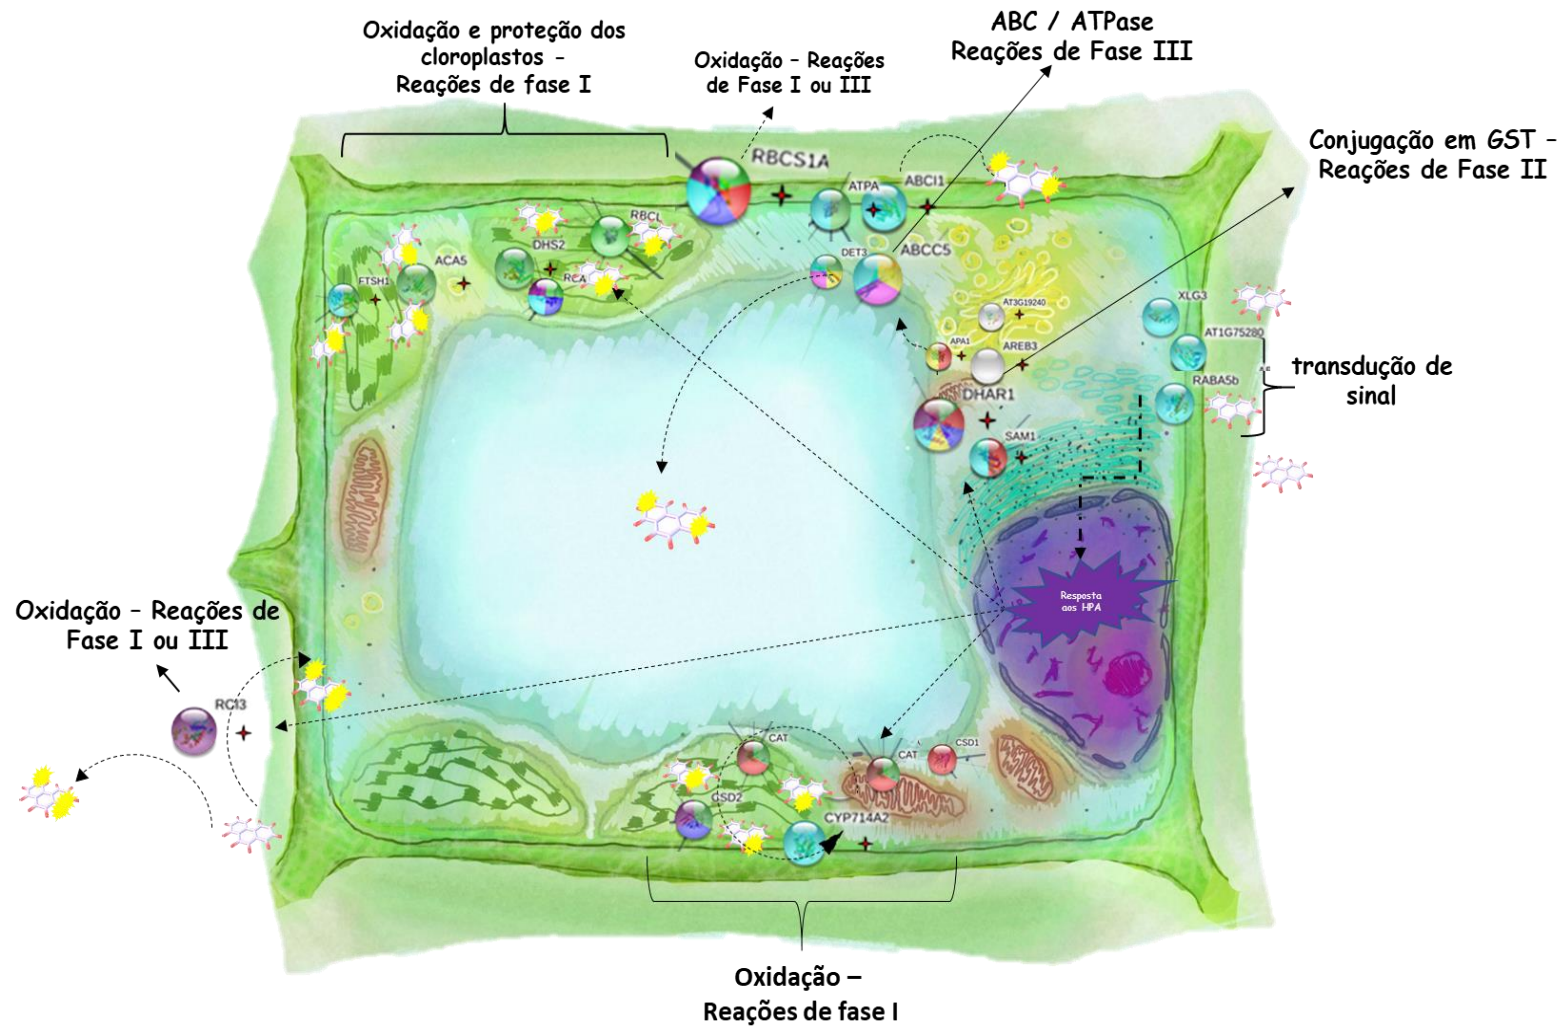 Oxidação e proteção dos
cloroplastos –
Reações de fase I
Oxidação – Reações
de Fase I ou III
ABC / ATPase
Reações de Fase III
Conjugação em GST –
Reações de Fase II
RBCS1A
ATPA
ABCI1
RBCL
DHS2
RCA
ACA5
FTSH1
DET3
ABCC5
AT3G19240
APA1
AREB3
DHAR1
SAM1
XLG3
AT1G75280
RABA5b
transdução de
sinal
Resposta
aos HPA
Oxidação – Reações de
Fase I ou III
RCI3
CAT
CAT
CSD1
CSD2
CYP714A2
Oxidação –
Reações de fase I